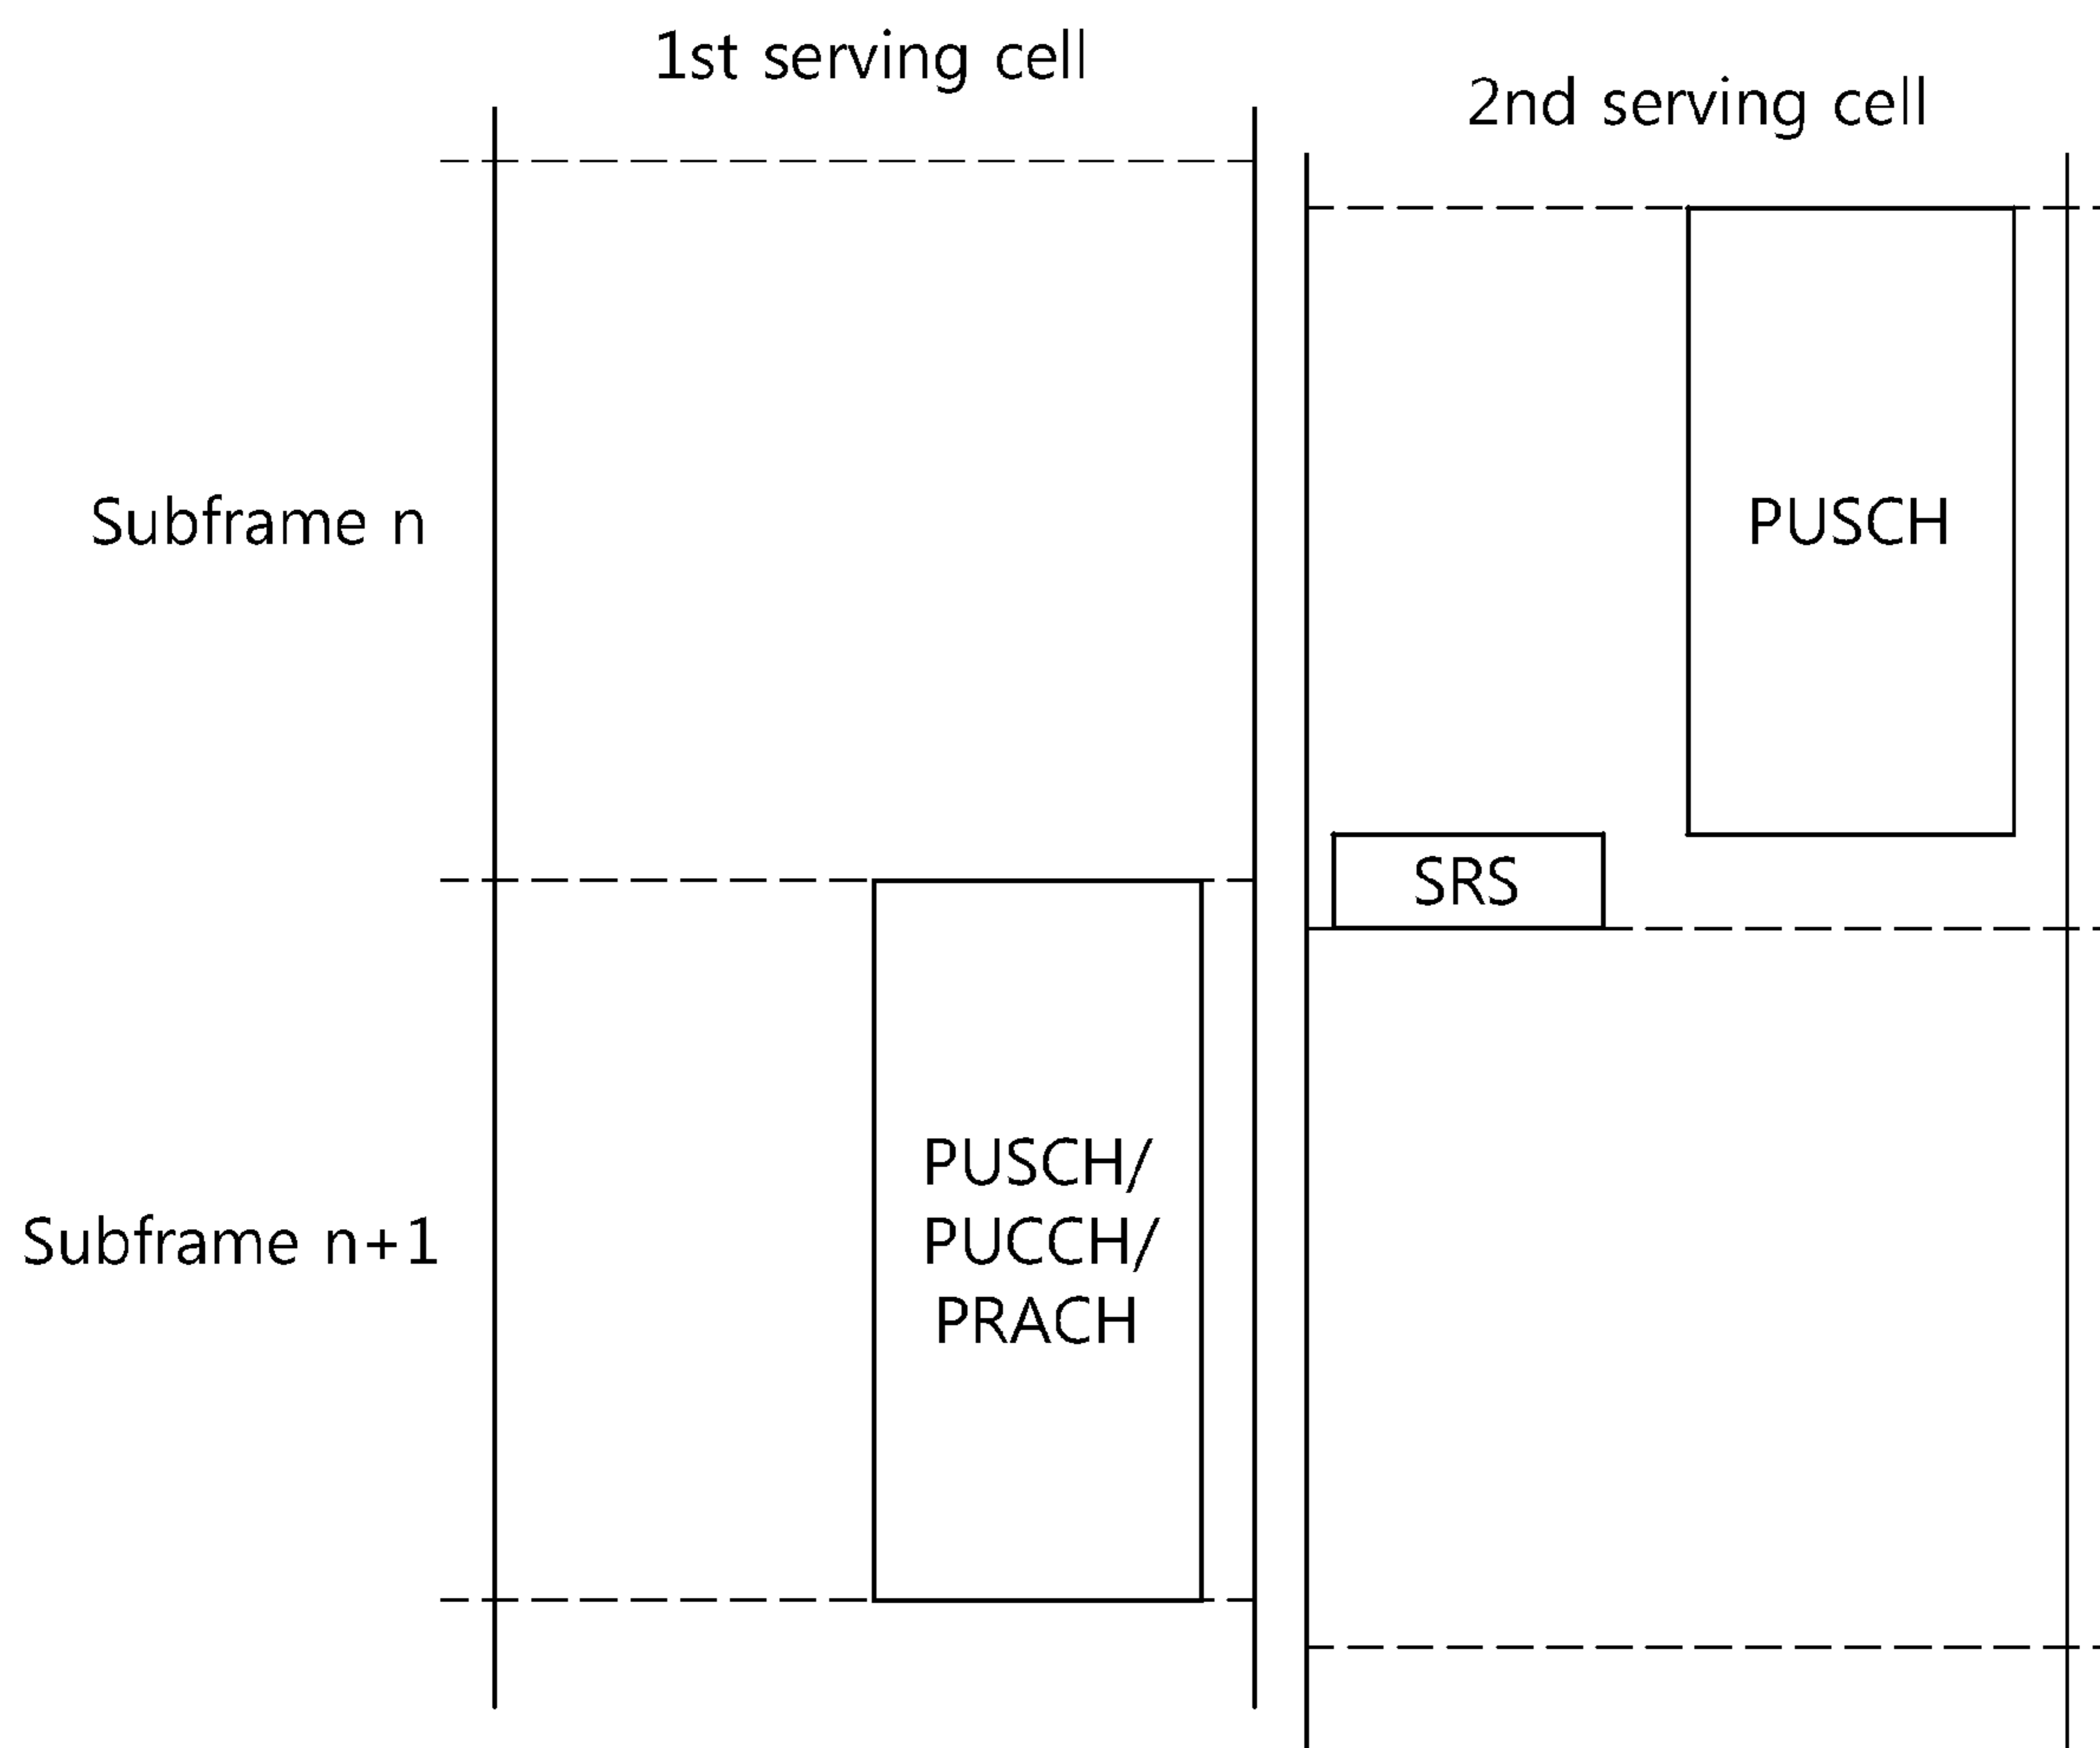 1st serving cell
2nd serving cell
Subframe n
PUSCH
SRS
PUSCH/
PUCCH/
PRACH
Subframe n+1